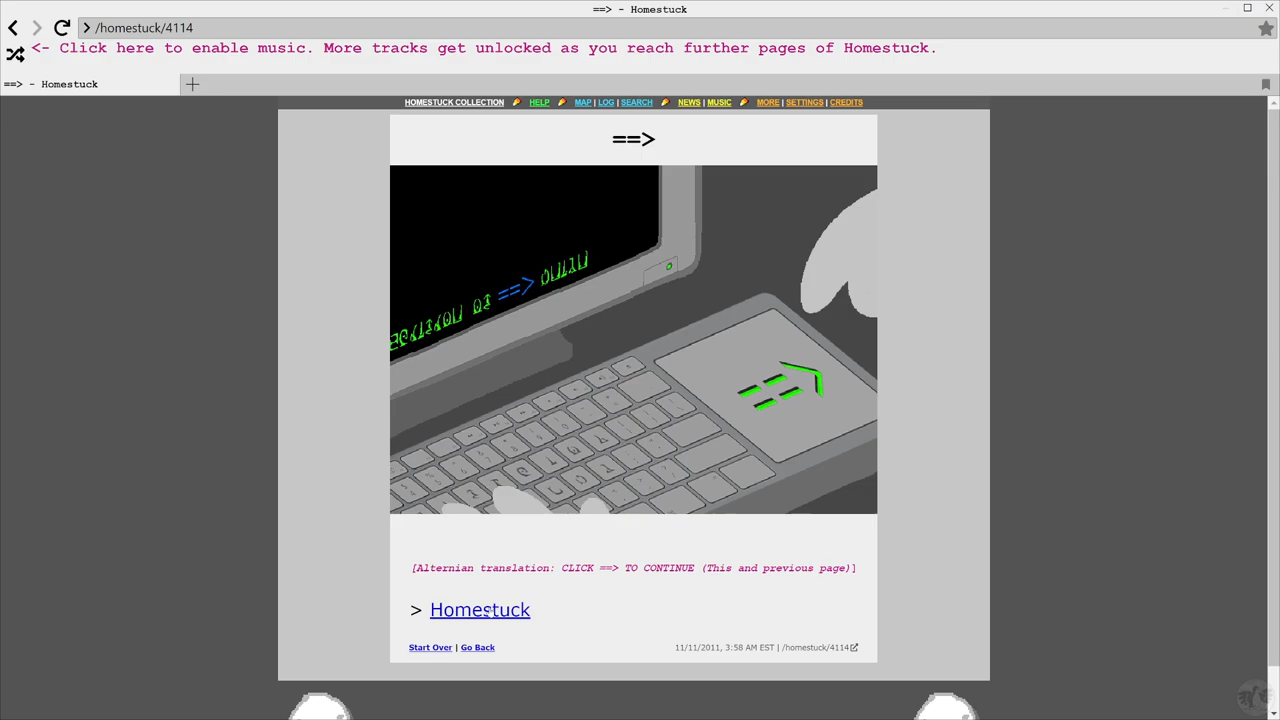 ==> - Homestuck
/homestuck/4114
<- Click here to enable music. More tracks get unlocked as you reach further pages of Homestuck.
==> - Homestuck
HOMESTUCK COLLECTION HELP MAP | LOG | SEARCH NEWS | MUSIC MORE | SETTINGS | CREDITS
==>
==>
==>
[Alternian translation: CLICK ==> TO CONTINUE (This and previous page)]
> Homestuck
Start Over | Go Back 11/11/2011, 3:58 AM EST | /homestuck/4114